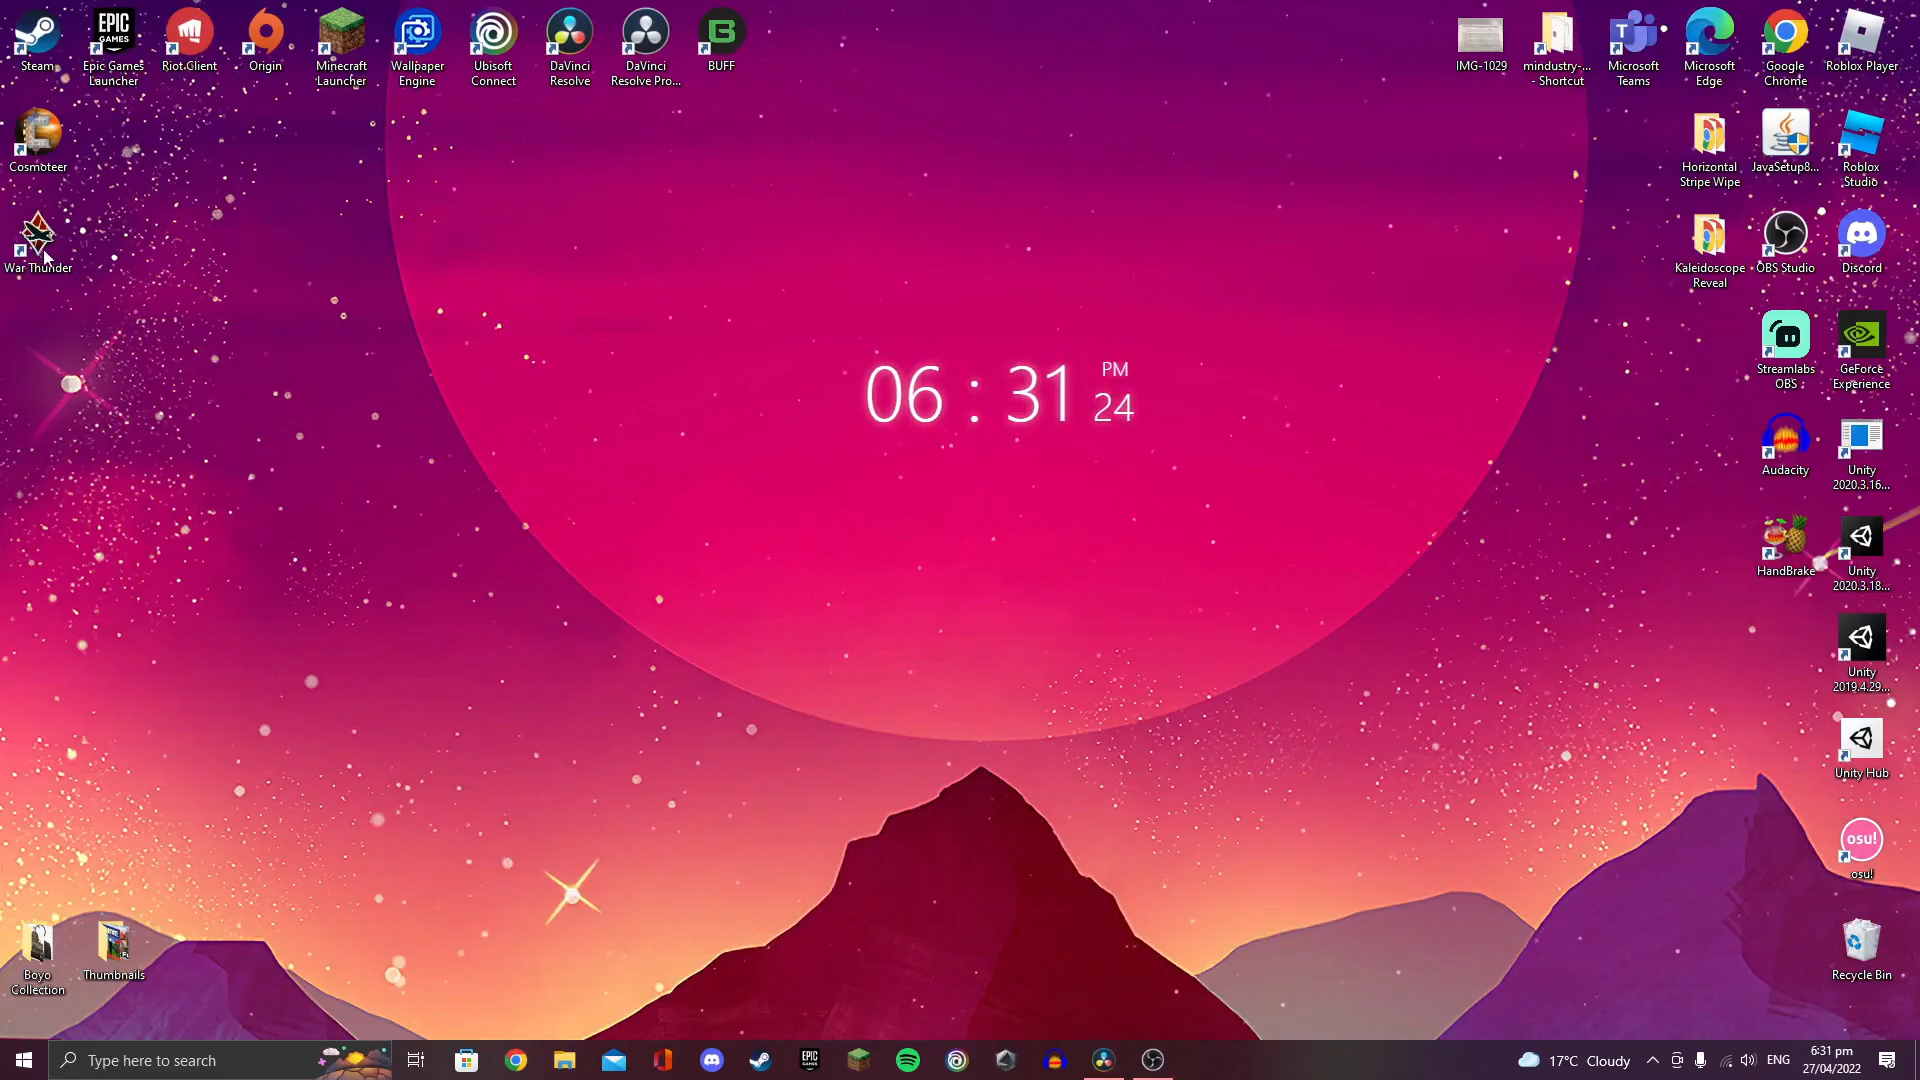 Steam
Epic Games
Launcher
Riot Client
Origin
Minecraft
Launcher
Wallpaper
Engine
Ubisoft
Connect
DaVinci
Resolve
DaVinci
Resolve Pro...
BUFF
IMG-1029
mindustry-...
- Shortcut
Microsoft
Teams
Microsoft
Edge
Google
Chrome
Roblox Player
Cosmoteer
Horizontal
Stripe Wipe
JavaSetup8...
Roblox
Studio
War Thunder
Kaleidoscope
Reveal
OBS Studio
Discord
Streamlabs
OBS
GeForce
Experience
06 : 31
PM
24
Audacity
Unity
2020.3.16...
HandBrake
Unity
2020.3.18...
Unity
2019.4.29...
Unity Hub
osu!
osu!
Boyo
Collection
Thumbnails
Recycle Bin
Type here to search
EPIC
GAMES
17°C Cloudy
ENG
6:31 pm
27/04/2022
EPIC
GAMES